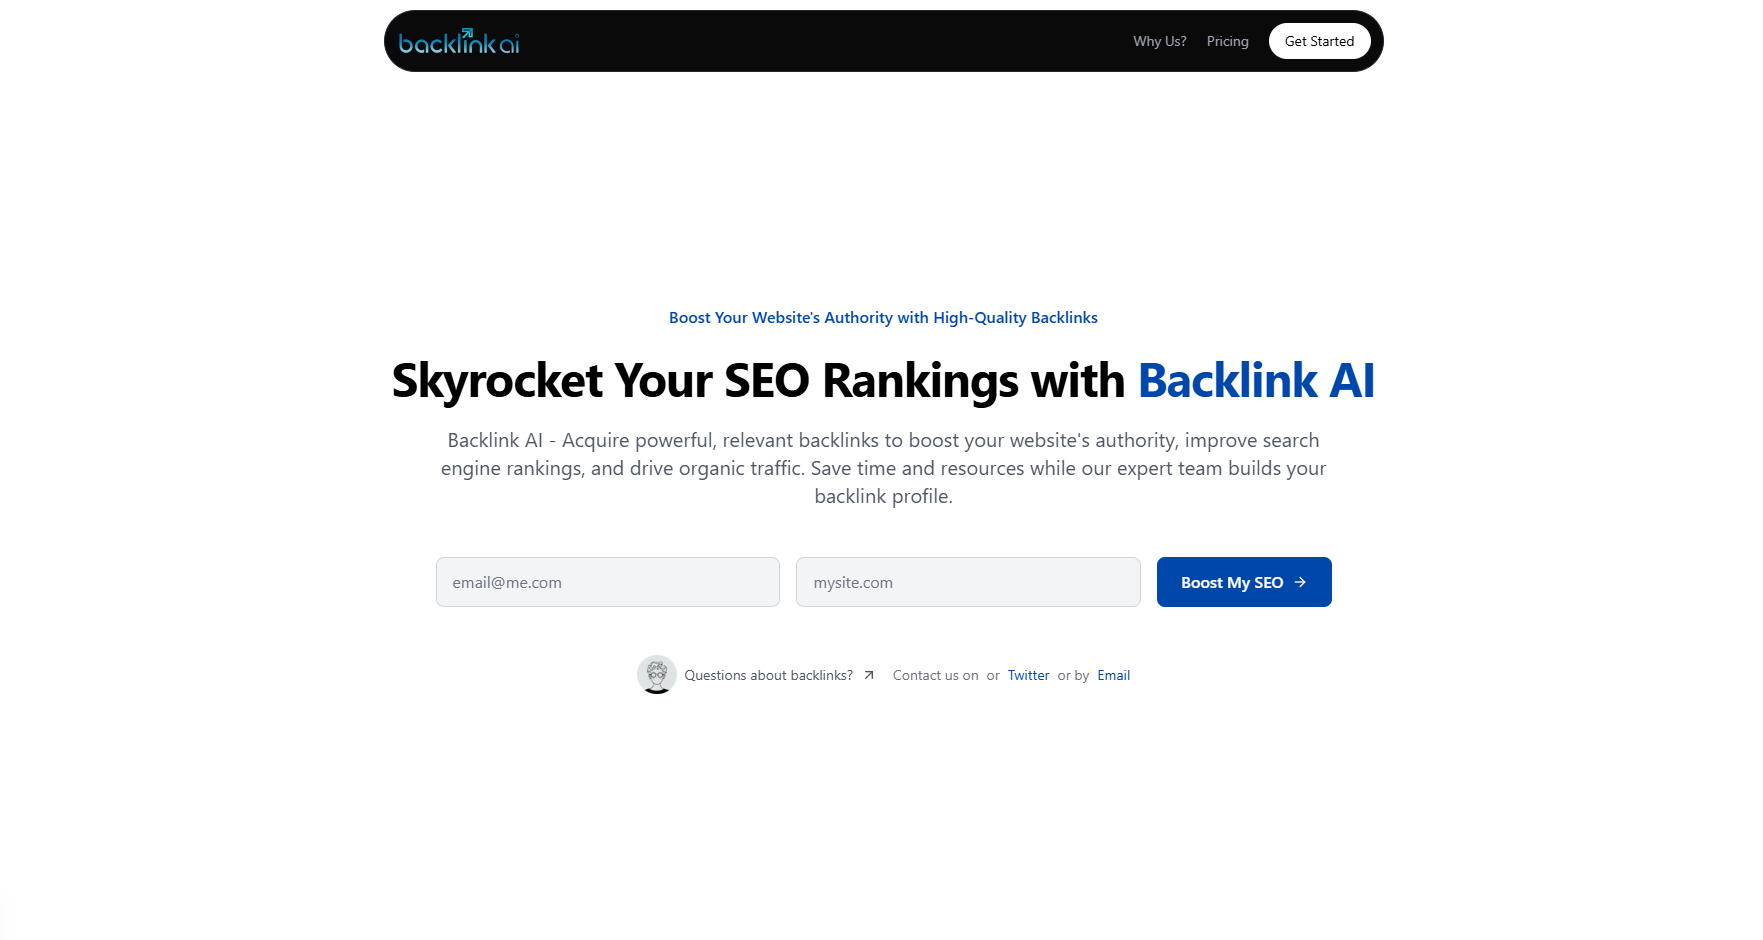 backlink ai
Why Us?
Pricing
Get Started
Boost Your Website's Authority with High-Quality Backlinks
Skyrocket Your SEO Rankings with Backlink AI
Backlink AI - Acquire powerful, relevant backlinks to boost your website's authority, improve search
engine rankings, and drive organic traffic. Save time and resources while our expert team builds your
backlink profile.
email@me.com
mysite.com
Boost My SEO
Questions about backlinks? Contact us on or Twitter or by Email